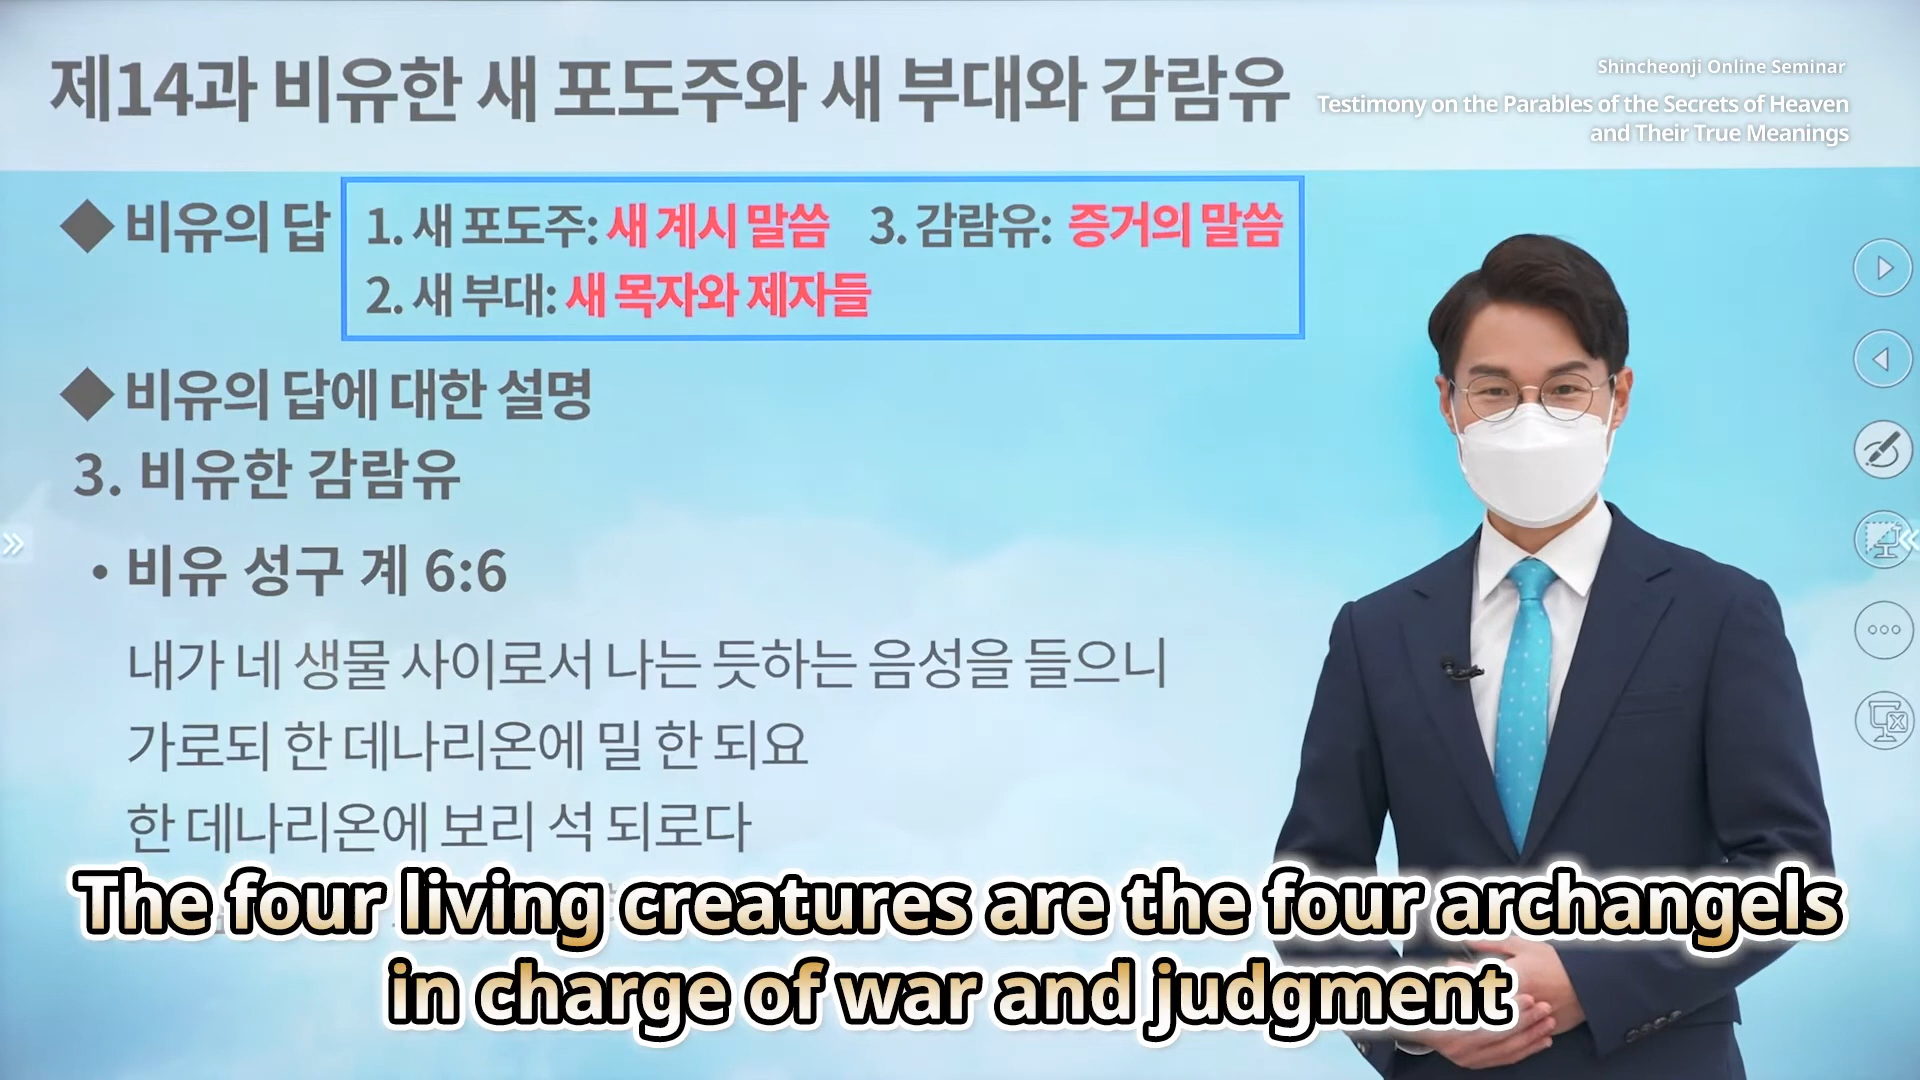 제14과 비유한 새 포도주와 새 부대와 감람유
Shincheonji Online Seminar
Testimony on the Parables of the Secrets of Heaven
and Their True Meanings
◆ 비유의 답
1. 새 포도주: 새 계시 말씀 3. 감람유: 증거의 말씀
2. 새 부대: 새 목자와 제자들
◆ 비유의 답에 대한 설명
3. 비유한 감람유
• 비유 성구 계 6:6
내가 네 생물 사이로서 나는 듯하는 음성을 들으니
가로되 한 데나리온에 밀 한 되요
한 데나리온에 보리 석 되로다
The four living creatures are the four archangels
in charge of war and judgment